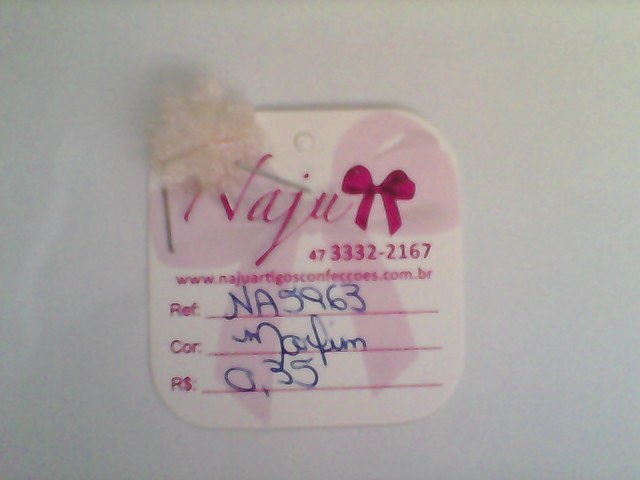 Naju
47 3332-2167
www.najuartigosconfeccoes.com.br
Ref: NA5963
Cor: Marfim
R$: 0,35